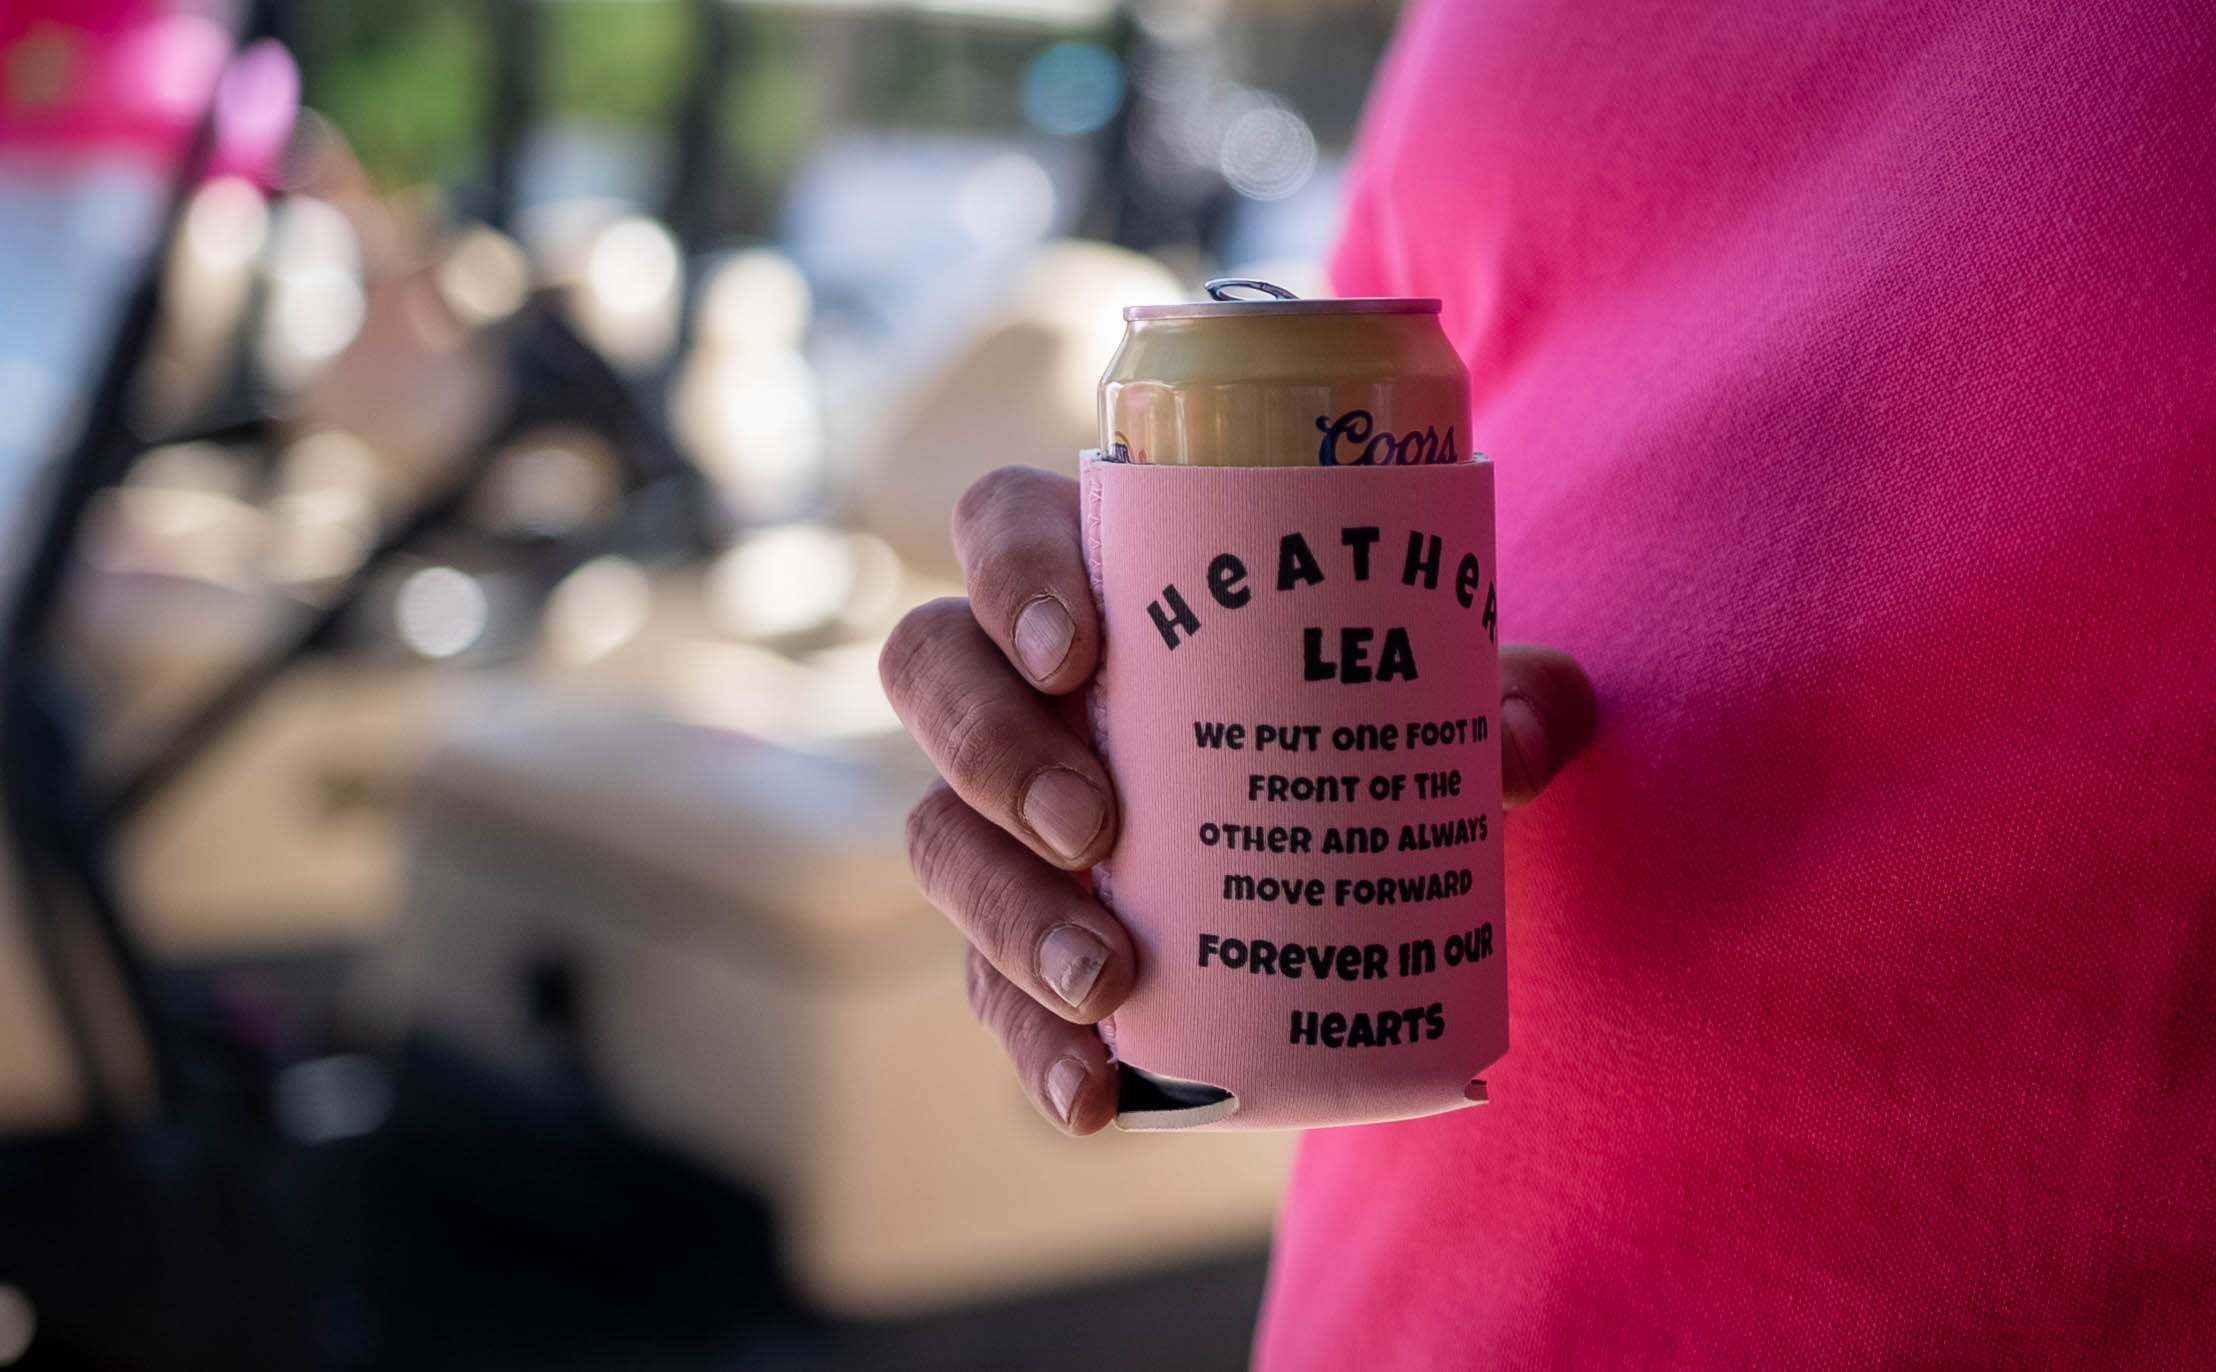 Coors
HeATHeR
LEA
We PUT One FOOT In
FROnT OF THe
OTHeR AnD ALWAYS
mOVe FORWARD
FOReVeR In OUR
HeARTS